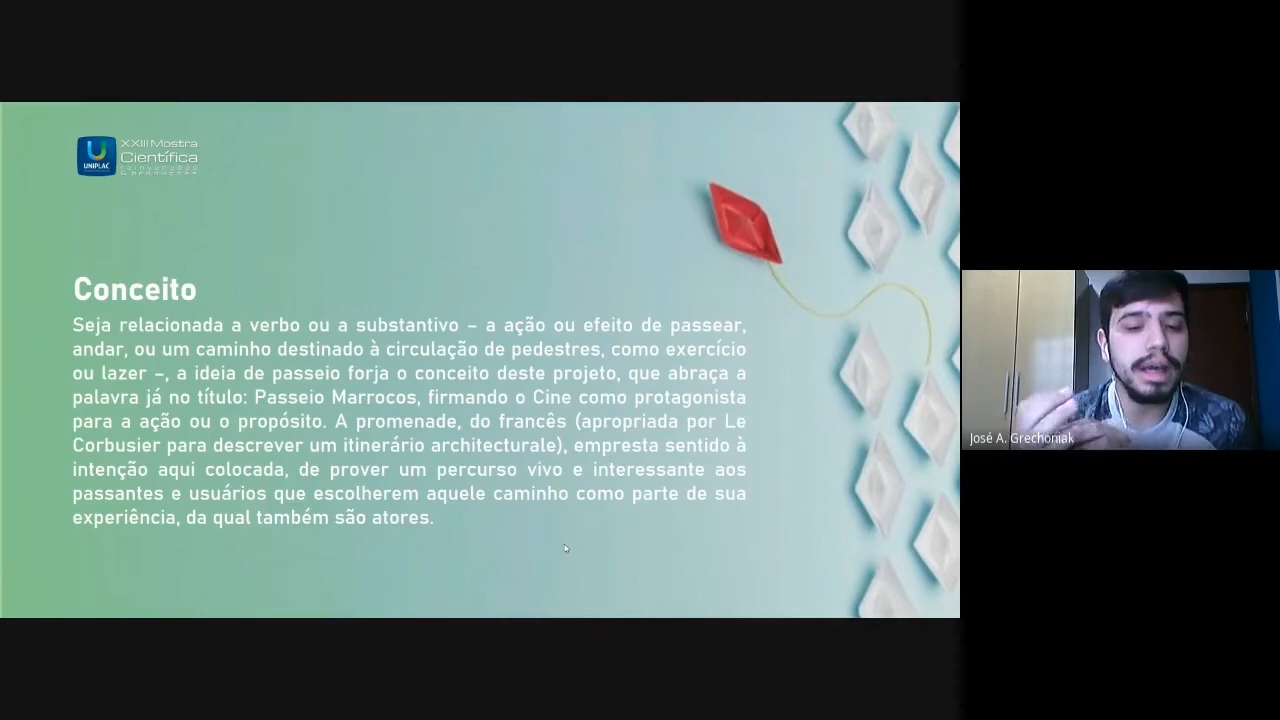 XXIII Mostra
Científica
UNIPLAC
Conceito
Seja relacionada a verbo ou a substantivo – a ação ou efeito de passear,
andar, ou um caminho destinado à circulação de pedestres, como exercício
ou lazer –, a ideia de passeio forja o conceito deste projeto, que abraça a
palavra já no título: Passeio Marrocos, firmando o Cine como protagonista
para a ação ou o propósito. A promenade, do francês (apropriada por Le
Corbusier para descrever um itinerário architecturale), empresta sentido à
intenção aqui colocada, de prover um percurso vivo e interessante aos
passantes e usuários que escolherem aquele caminho como parte de sua
experiência, da qual também são atores.
José A. Grechoniak